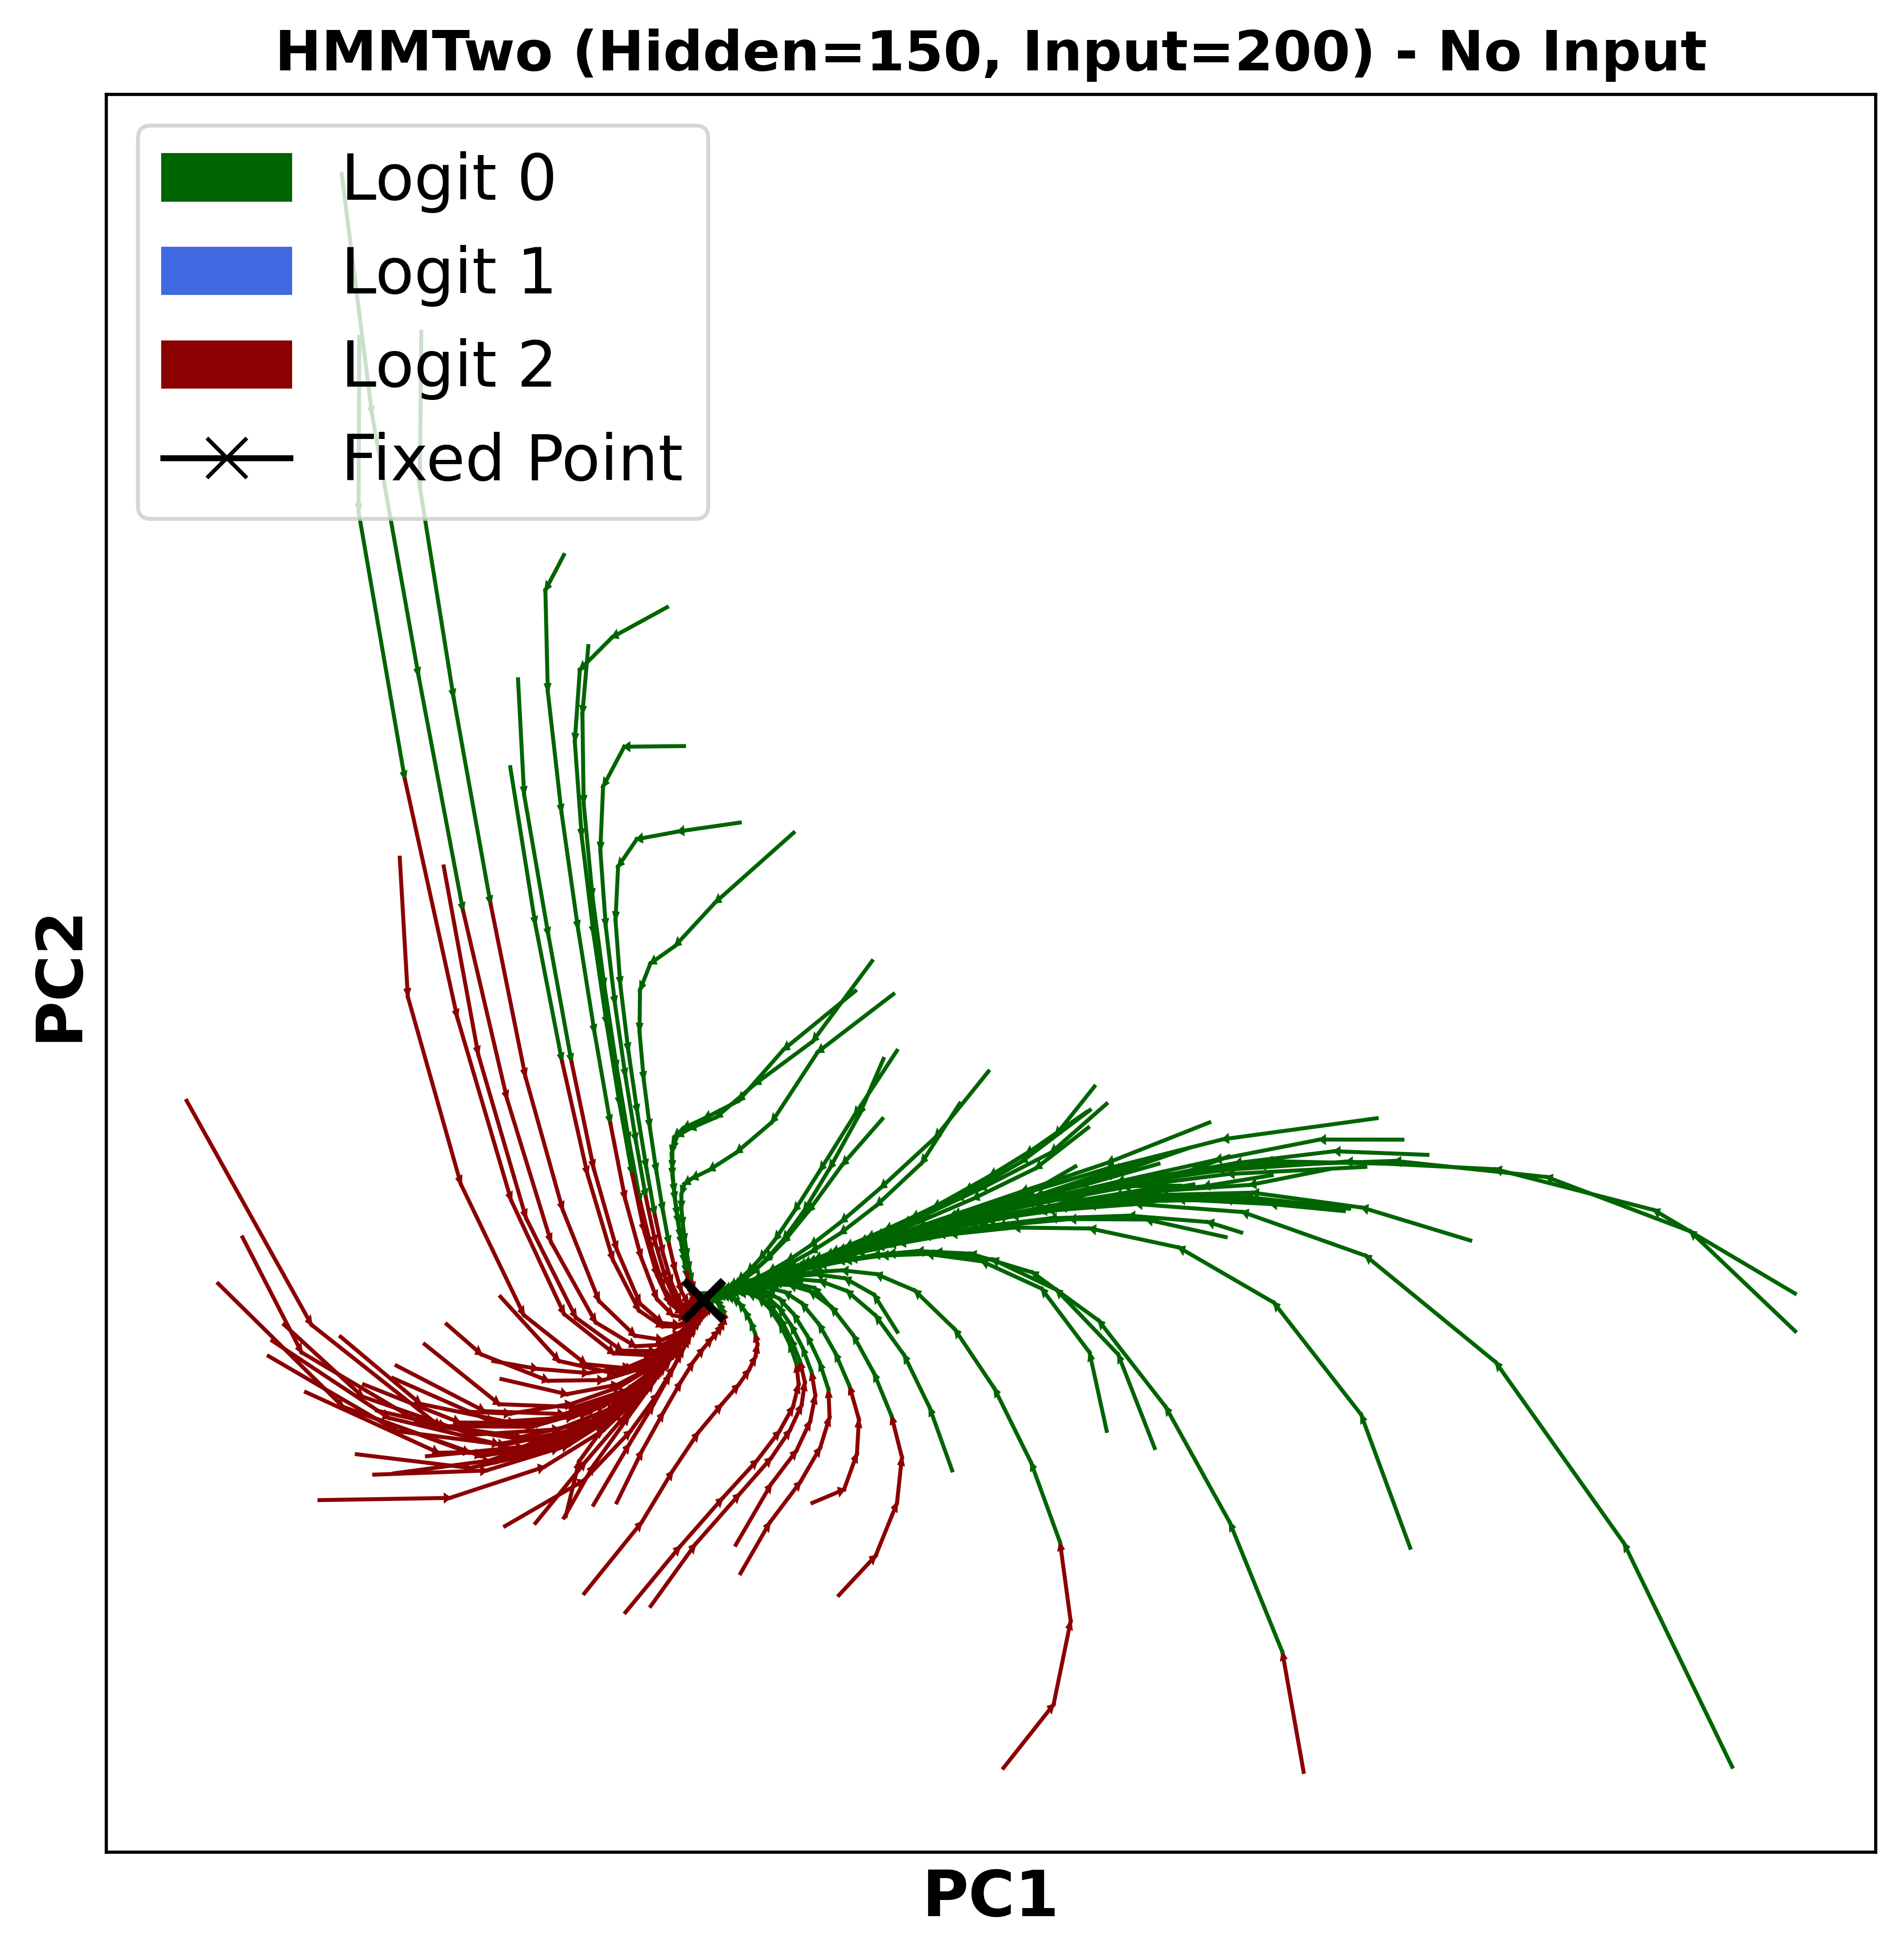 HMMTwo (Hidden=150, Input=200) - No Input
Logit 0
Logit 1
Logit 2
Fixed Point
PC2
PC1